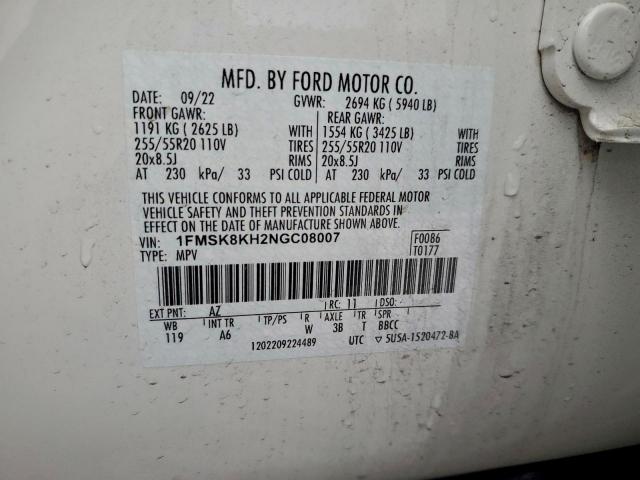 MFD. BY FORD MOTOR CO.
DATE: 09/22 GVWR: 2694 KG ( 5940 LB)
FRONT GAWR: REAR GAWR:
1191 KG ( 2625 LB) WITH 1554 KG ( 3425 LB) WITH
255/55R20 110V TIRES 255/55R20 110V TIRES
20x8.5J RIMS 20x8.5J RIMS
AT 230 kPa/ 33 PSI COLD AT 230 kPa/ 33 PSI COLD
THIS VEHICLE CONFORMS TO ALL APPLICABLE FEDERAL MOTOR
VEHICLE SAFETY AND THEFT PREVENTION STANDARDS IN
EFFECT ON THE DATE OF MANUFACTURE SHOWN ABOVE.
VIN: 1FMSK8KH2NGC08007 F0086
TYPE: MPV T0177
EXT PNT: AZ RC: 11 DSO:
WB INT TR TP/PS R AXLE TR SPR
119 A6 W 3B T BBCC
1202209224489 UTC ▽ 5U5A-1520472-BA